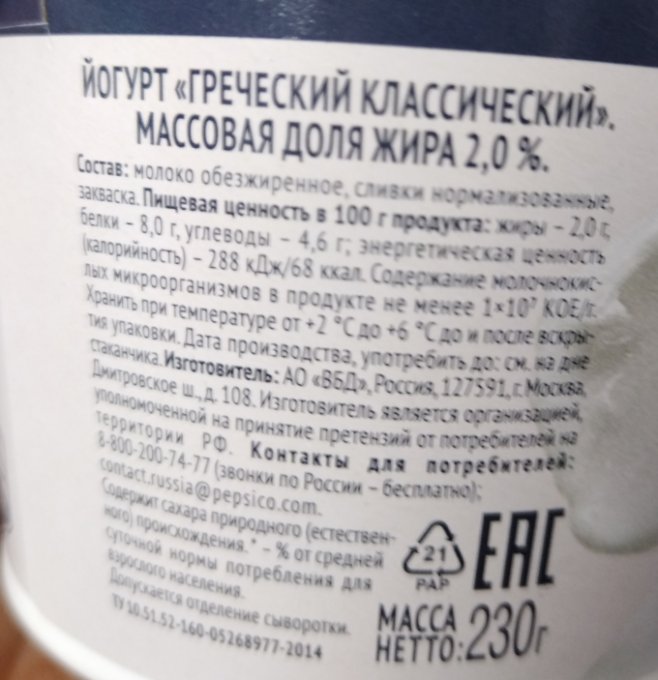 ЙОГУРТ «ГРЕЧЕСКИЙ КЛАССИЧЕСКИЙ».
МАССОВАЯ ДОЛЯ ЖИРА 2,0 %.
Состав: молоко обезжиренное, сливки нормализованные,
закваска. Пищевая ценность в 100 г продукта: жиры – 2,0 г,
белки – 8,0 г, углеводы – 4,6 г; энергетическая ценность
(калорийность) – 288 кДж/68 ккал. Содержание молочнокис-
лых микроорганизмов в продукте не менее 1×10⁷ КОЕ/г.
Хранить при температуре от +2 °С до +6 °С до и после вскры-
тия упаковки. Дата производства, употребить до: см. на дне
стаканчика. Изготовитель: АО «ВБД», Россия, 127591, г. Москва,
Дмитровское ш., д. 108. Изготовитель является организацией,
уполномоченной на принятие претензий от потребителей на
территории РФ. Контакты для потребителей:
8-800-200-74-77 (звонки по России – бесплатно);
contact.russia@pepsico.com.
Содержит сахара природного (естествен-
ного) происхождения. * – % от средней
суточной нормы потребления для
взрослого населения.
Допускается отделение сыворотки.
ТУ 10.51.52-160-05268977-2014
21
PAP
EAC
МАССА
НЕТТО: 230г